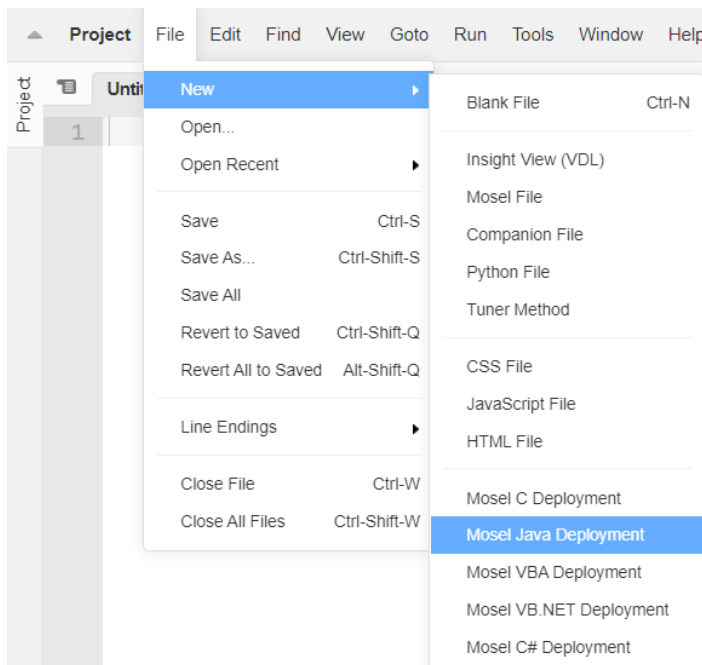 Project File Edit Find View Goto Run Tools Window Help
Project
Untit
1
New
Open...
Open Recent
Save Ctrl-S
Save As... Ctrl-Shift-S
Save All
Revert to Saved Ctrl-Shift-Q
Revert All to Saved Alt-Shift-Q
Line Endings
Close File Ctrl-W
Close All Files Ctrl-Shift-W
Blank File Ctrl-N
Insight View (VDL)
Mosel File
Companion File
Python File
Tuner Method
CSS File
JavaScript File
HTML File
Mosel C Deployment
Mosel Java Deployment
Mosel VBA Deployment
Mosel VB.NET Deployment
Mosel C# Deployment